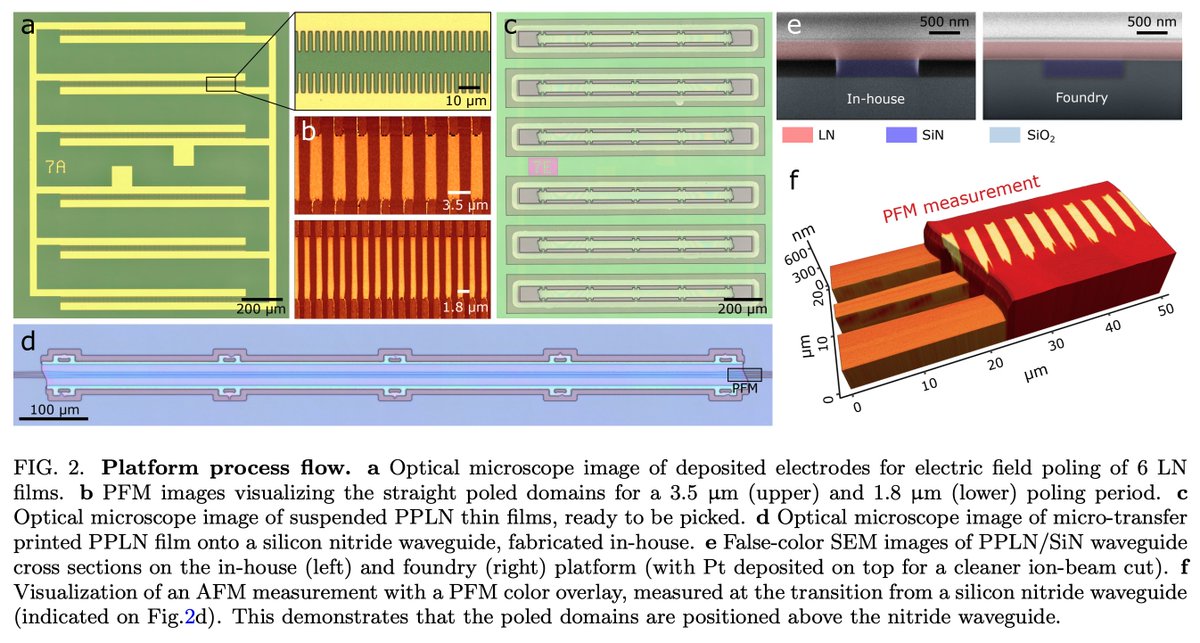 a
7A
200 μm
10 μm
b
3.5 μm
1.8 μm
c
7E
200 μm
d
PFM
100 μm
e
500 nm
500 nm
In-house
Foundry
LN
SiN
SiO₂
f
PFM measurement
nm
600
300
0
20
10
0
μm
0
10
20
30
40
50
μm
FIG. 2. Platform process flow. a Optical microscope image of deposited electrodes for electric field poling of 6 LN
films. b PFM images visualizing the straight poled domains for a 3.5 μm (upper) and 1.8 μm (lower) poling period. c
Optical microscope image of suspended PPLN thin films, ready to be picked. d Optical microscope image of micro-transfer
printed PPLN film onto a silicon nitride waveguide, fabricated in-house. e False-color SEM images of PPLN/SiN waveguide
cross sections on the in-house (left) and foundry (right) platform (with Pt deposited on top for a cleaner ion-beam cut). f
Visualization of an AFM measurement with a PFM color overlay, measured at the transition from a silicon nitride waveguide
(indicated on Fig.2d). This demonstrates that the poled domains are positioned above the nitride waveguide.